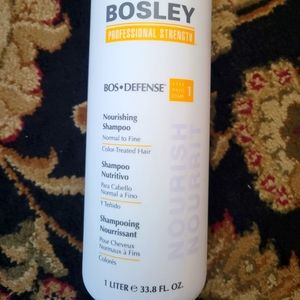 BOSLEY
PROFESSIONAL STRENGTH
BOS•DEFENSE™
1
Nourishing
Shampoo
Normal to Fine
Color-Treated Hair
Shampoo
Nutritivo
Para Cabello
Normal a Fino
Y Teñido
Shampooing
Nourrissant
Pour Cheveux
Normaux à Fins
Colorés
NOURISH
1 LITER ℮ 33.8 FL. OZ.